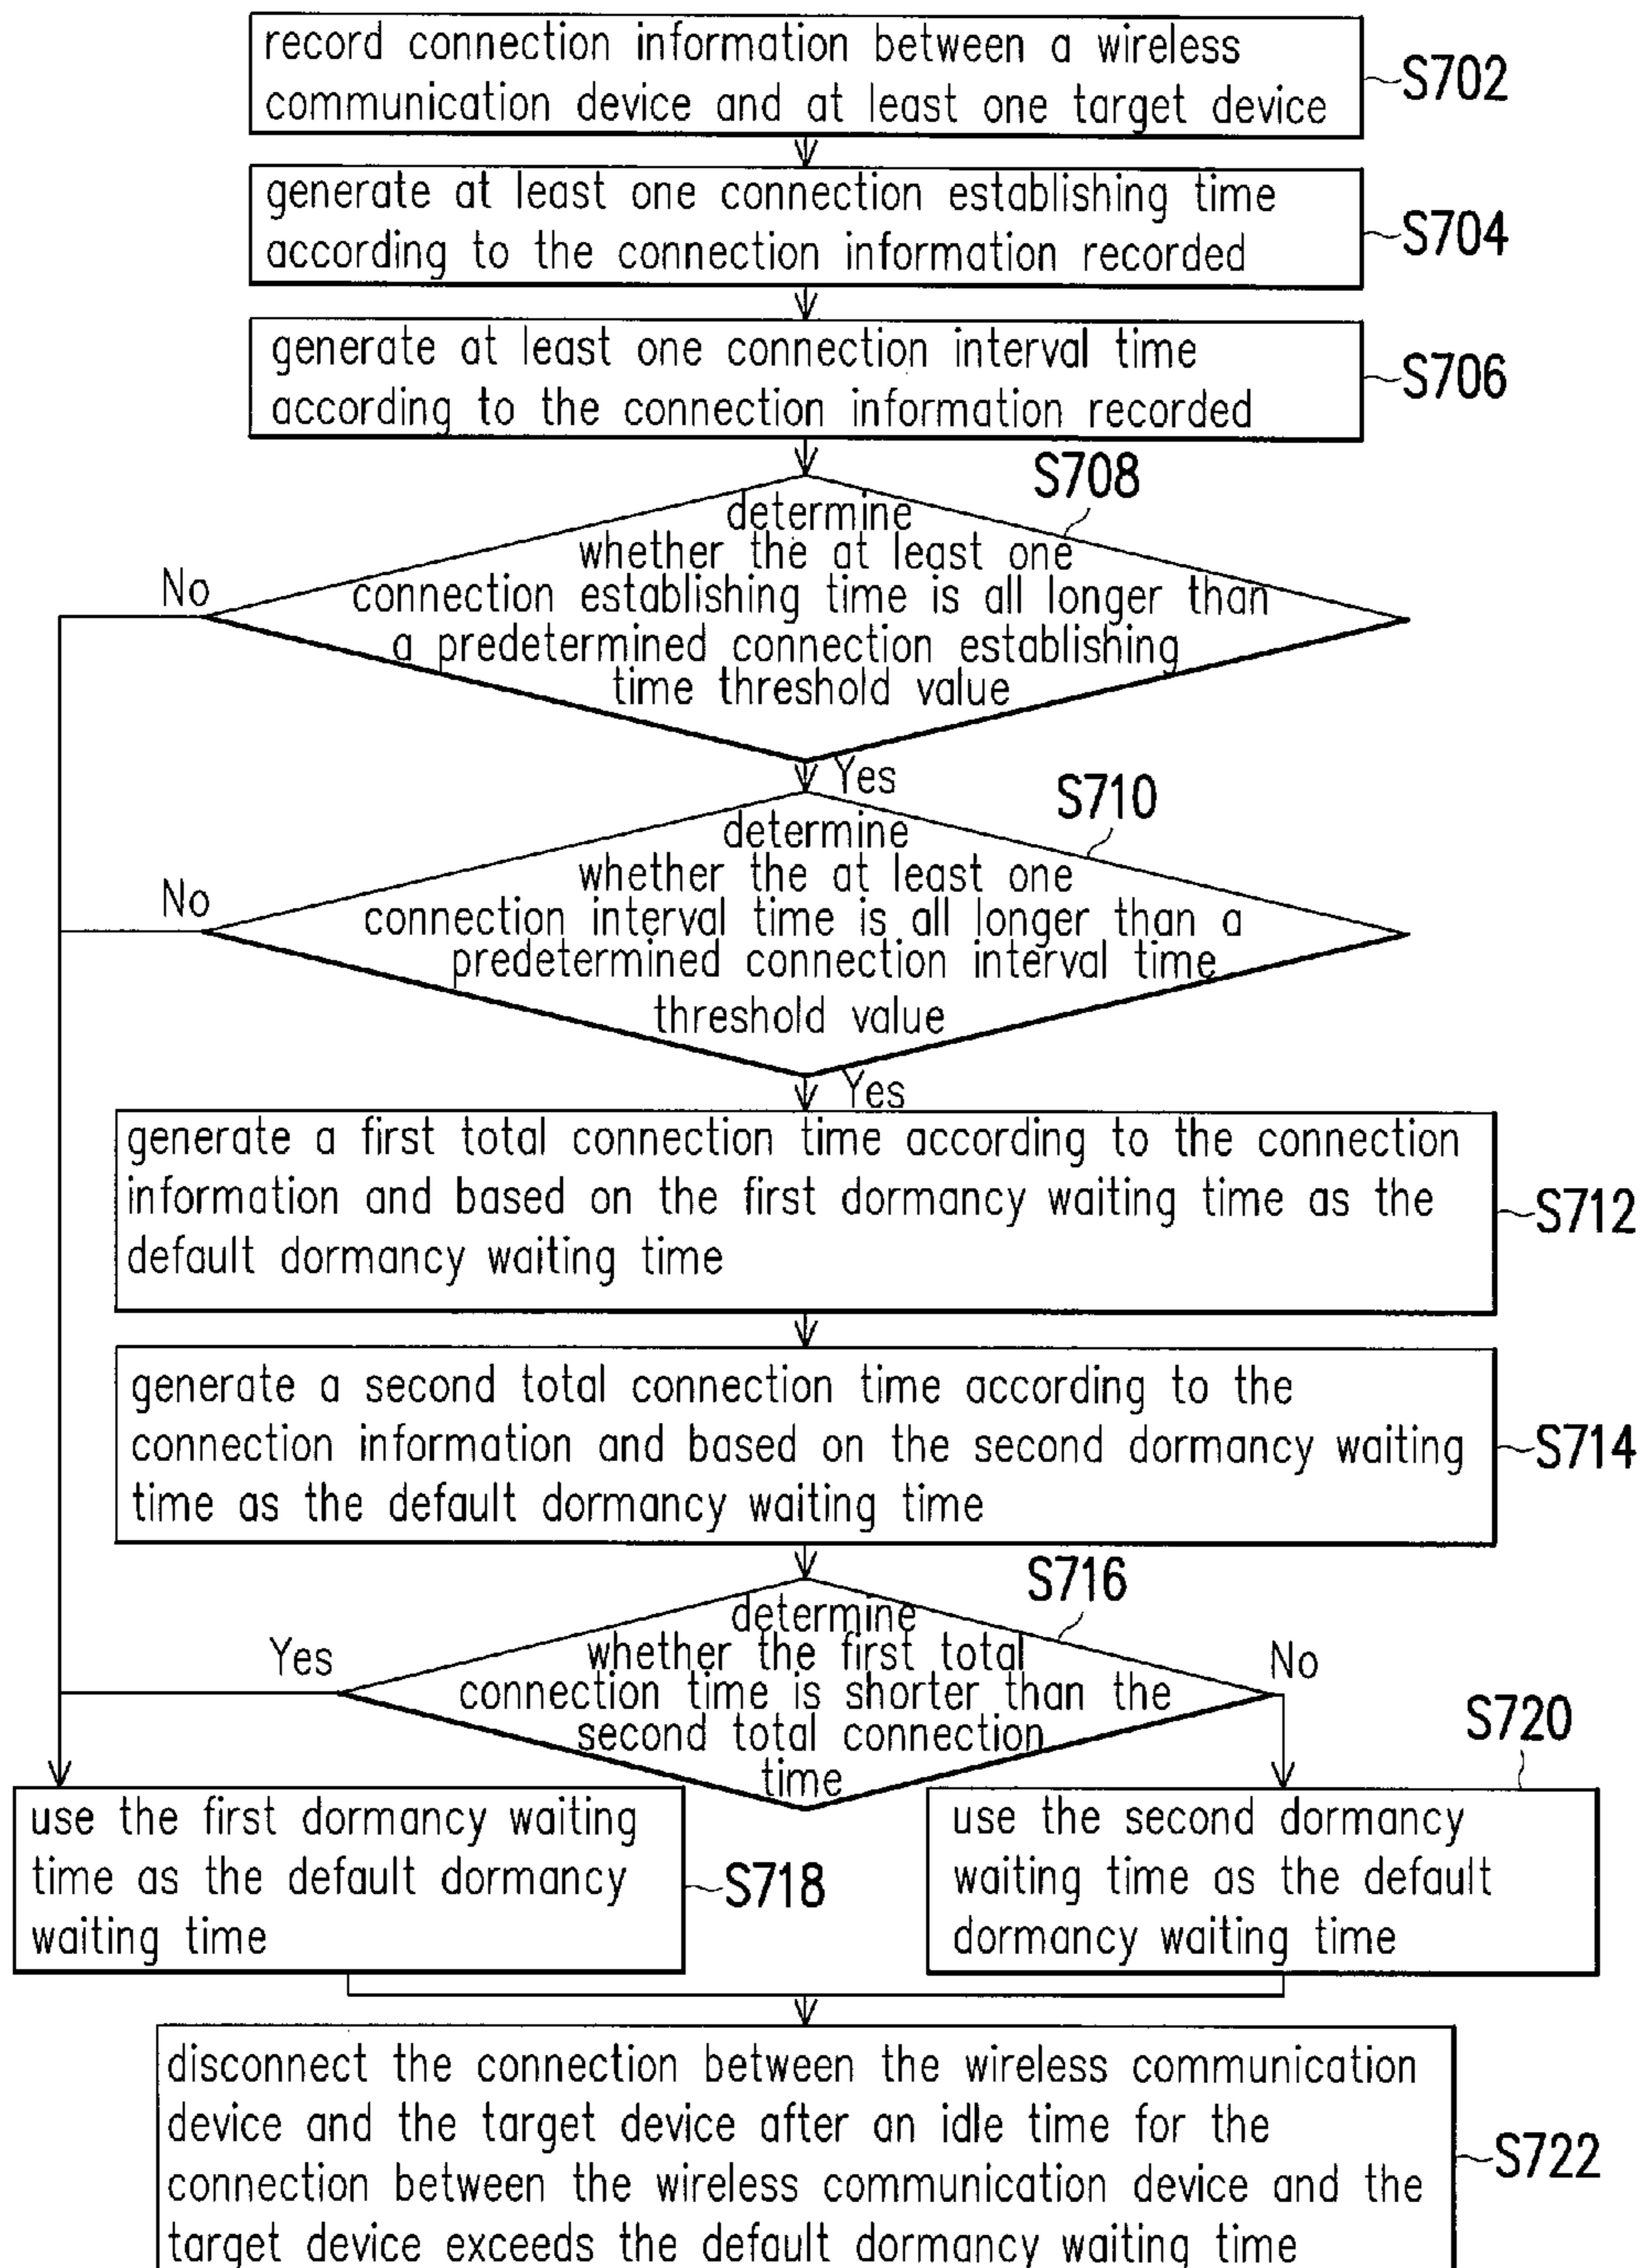 record connection information between a wireless
communication device and at least one target device
S702
generate at least one connection establishing time
according to the connection information recorded
S704
generate at least one connection interval time
according to the connection information recorded
S706
S708
determine
whether the at least one
connection establishing time is all longer than
a predetermined connection establishing
time threshold value
No
Yes
S710
determine
whether the at least one
connection interval time is all longer than a
predetermined connection interval time
threshold value
No
Yes
generate a first total connection time according to the connection
information and based on the first dormancy waiting time as the
default dormancy waiting time
S712
generate a second total connection time according to the
connection information and based on the second dormancy waiting
time as the default dormancy waiting time
S714
S716
determine
whether the first total
connection time is shorter than the
second total connection
time
Yes
No
S720
use the first dormancy waiting
time as the default dormancy
waiting time
S718
use the second dormancy
waiting time as the default
dormancy waiting time
disconnect the connection between the wireless communication
device and the target device after an idle time for the
connection between the wireless communication device and the
target device exceeds the default dormancy waiting time
S722